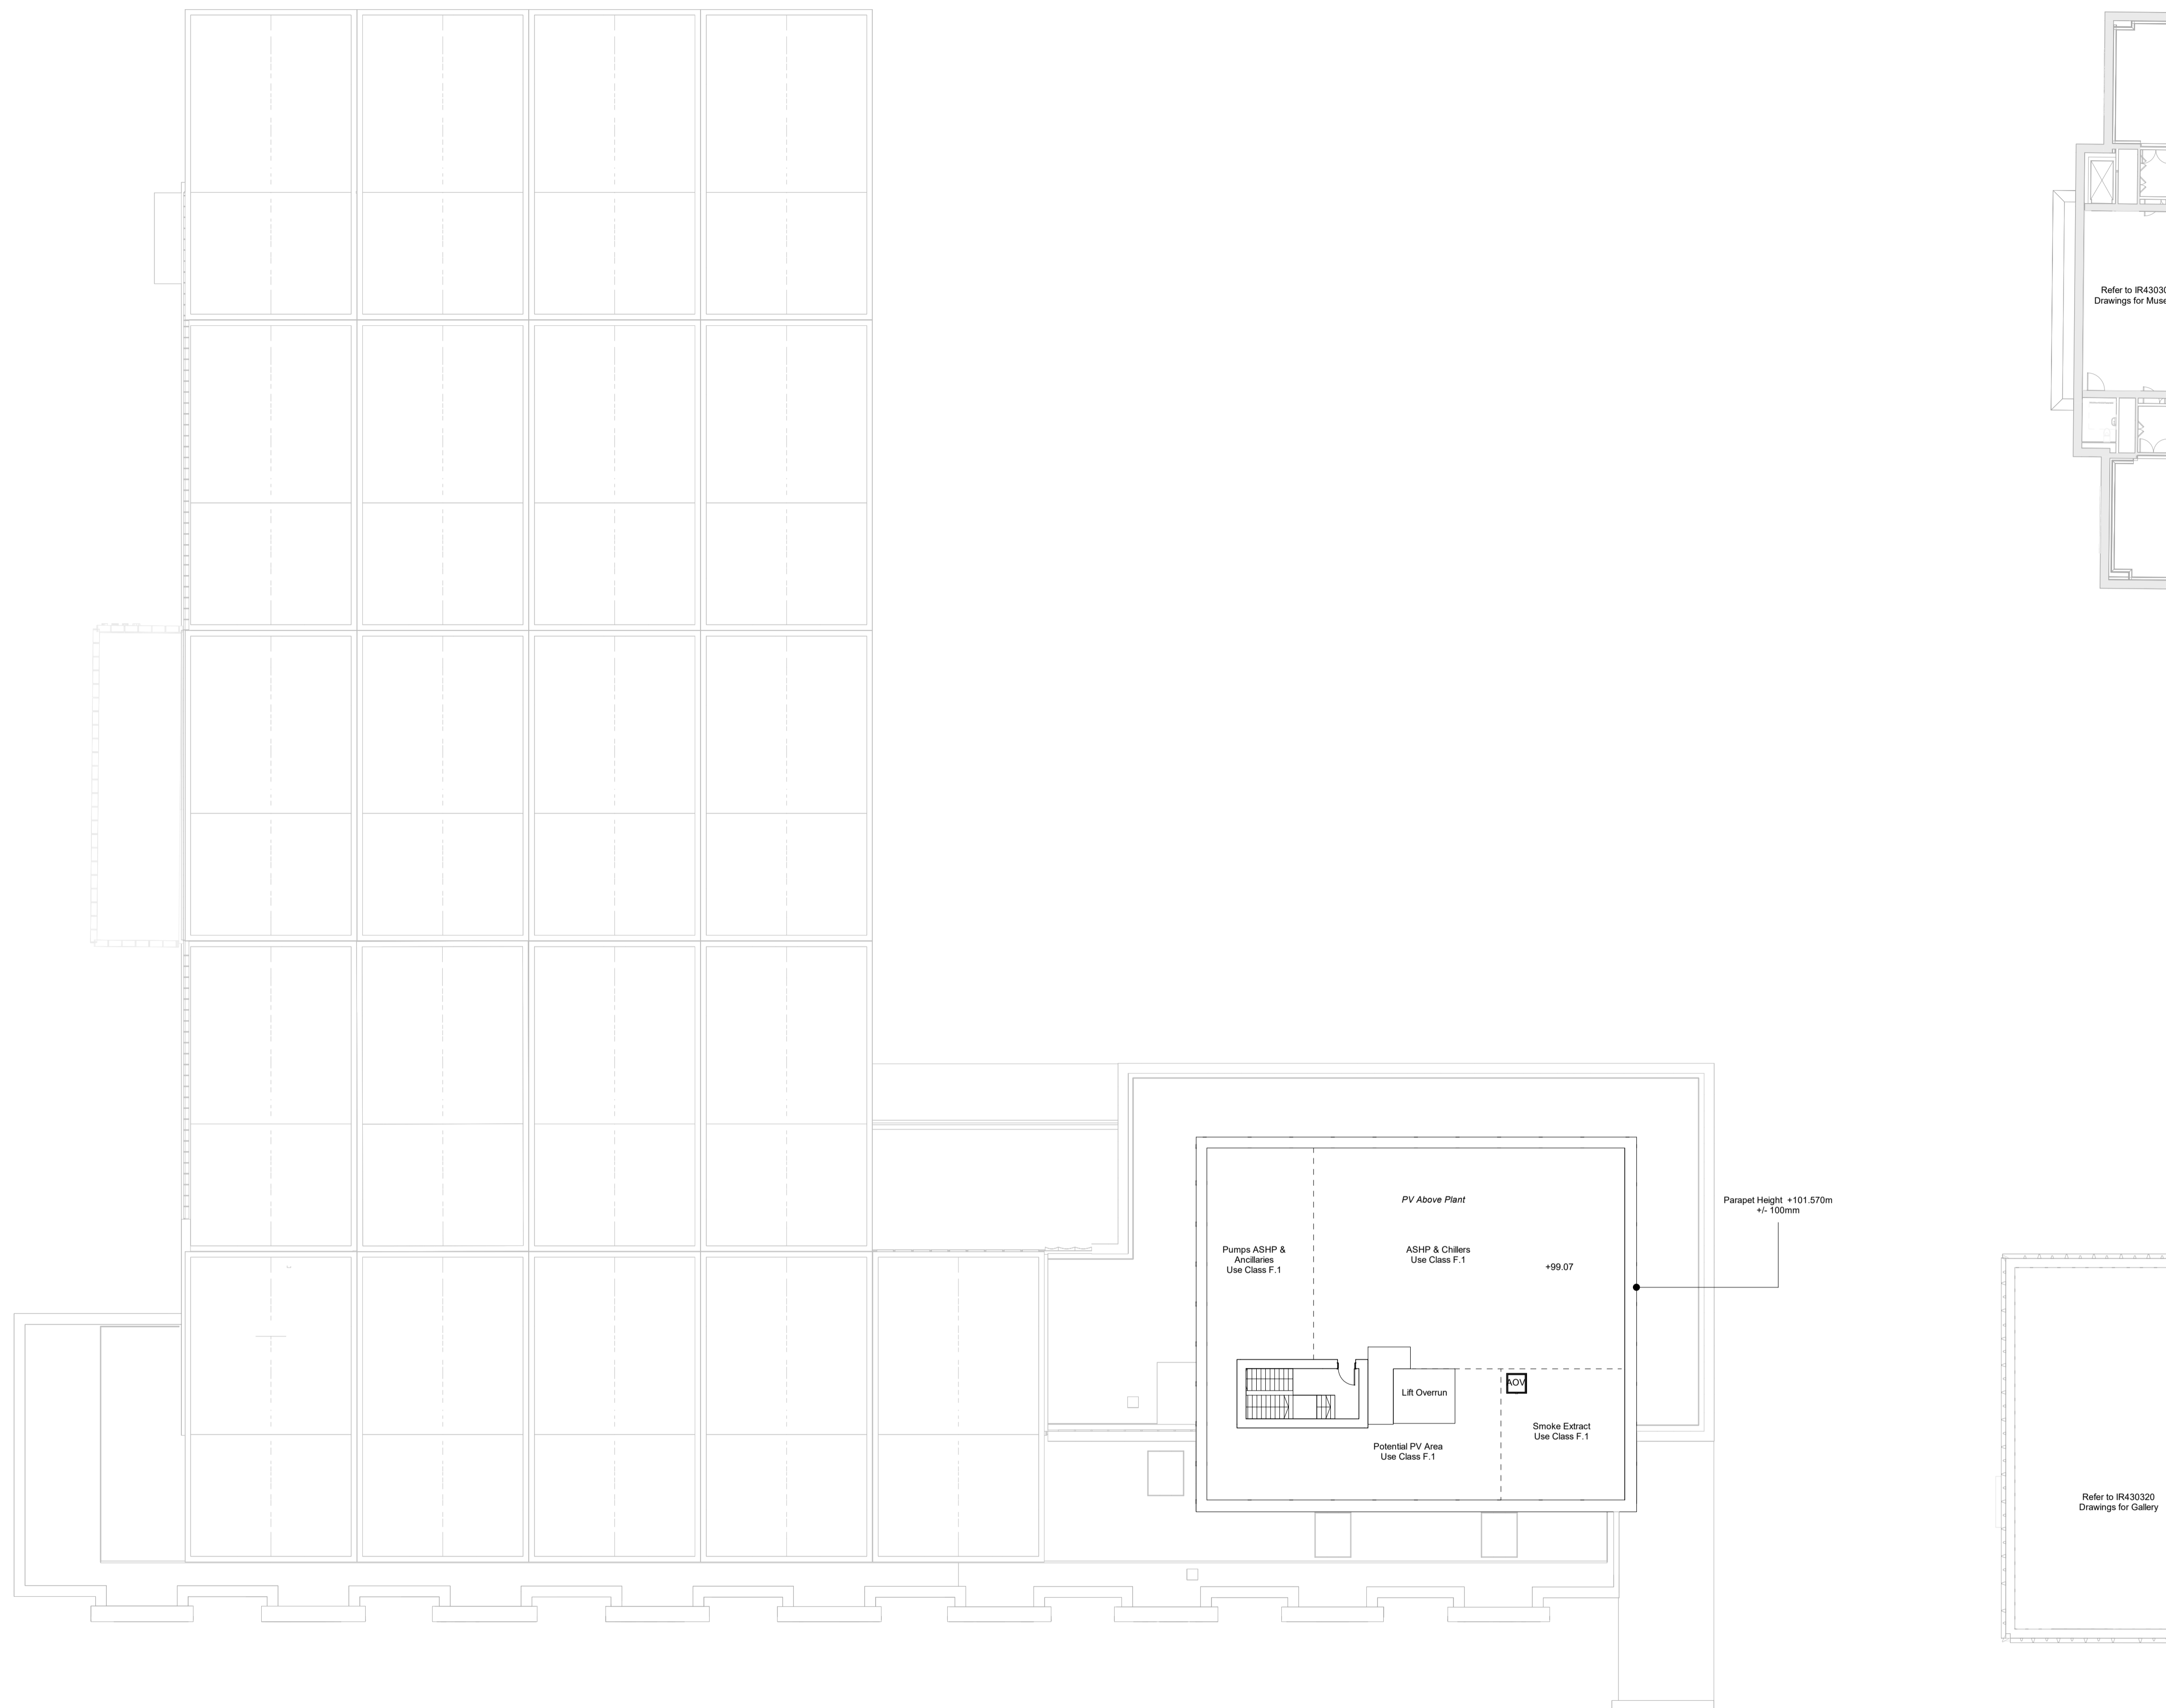 Refer to IR43030
Drawings for Muse
PV Above Plant
Parapet Height +101.570m
+/- 100mm
Pumps ASHP &
Ancillaries
Use Class F.1
ASHP & Chillers
Use Class F.1
+99.07
AOV
Lift Overrun
Smoke Extract
Use Class F.1
Potential PV Area
Use Class F.1
Refer to IR430320
Drawings for Gallery